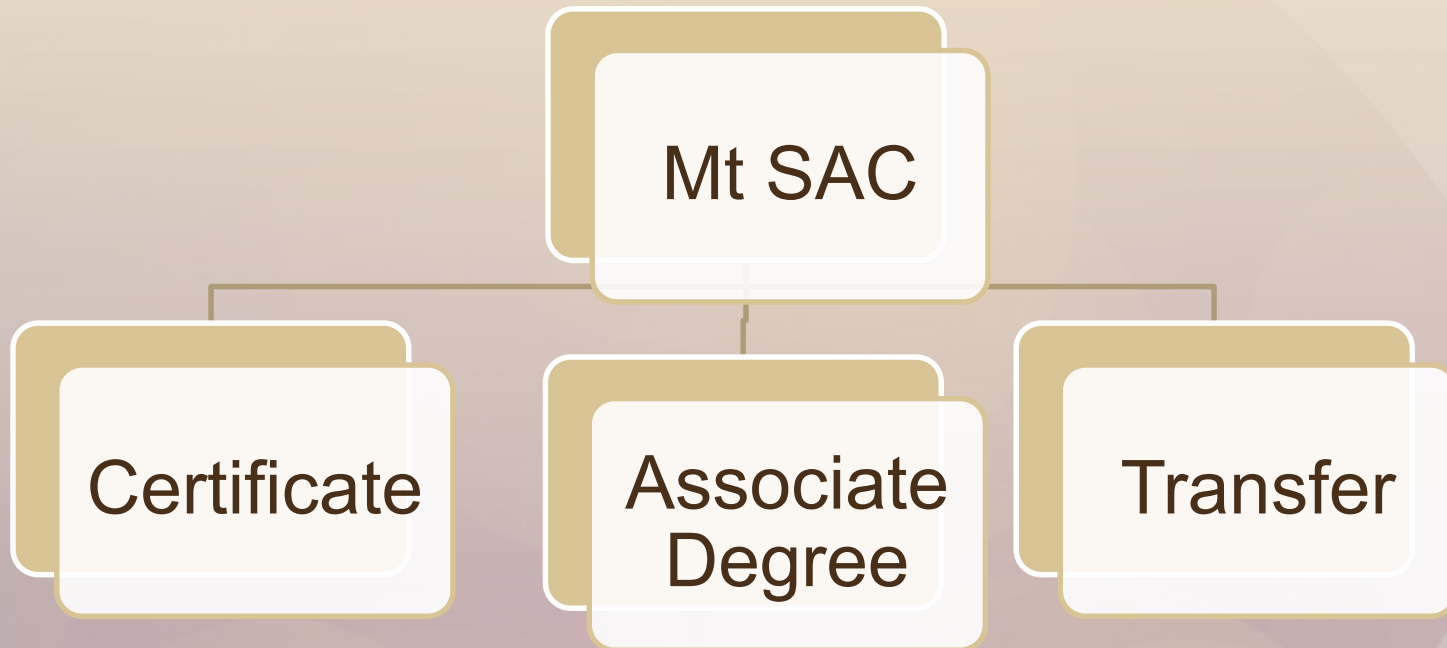 Mt SAC
Certificate
Associate
Degree
Transfer